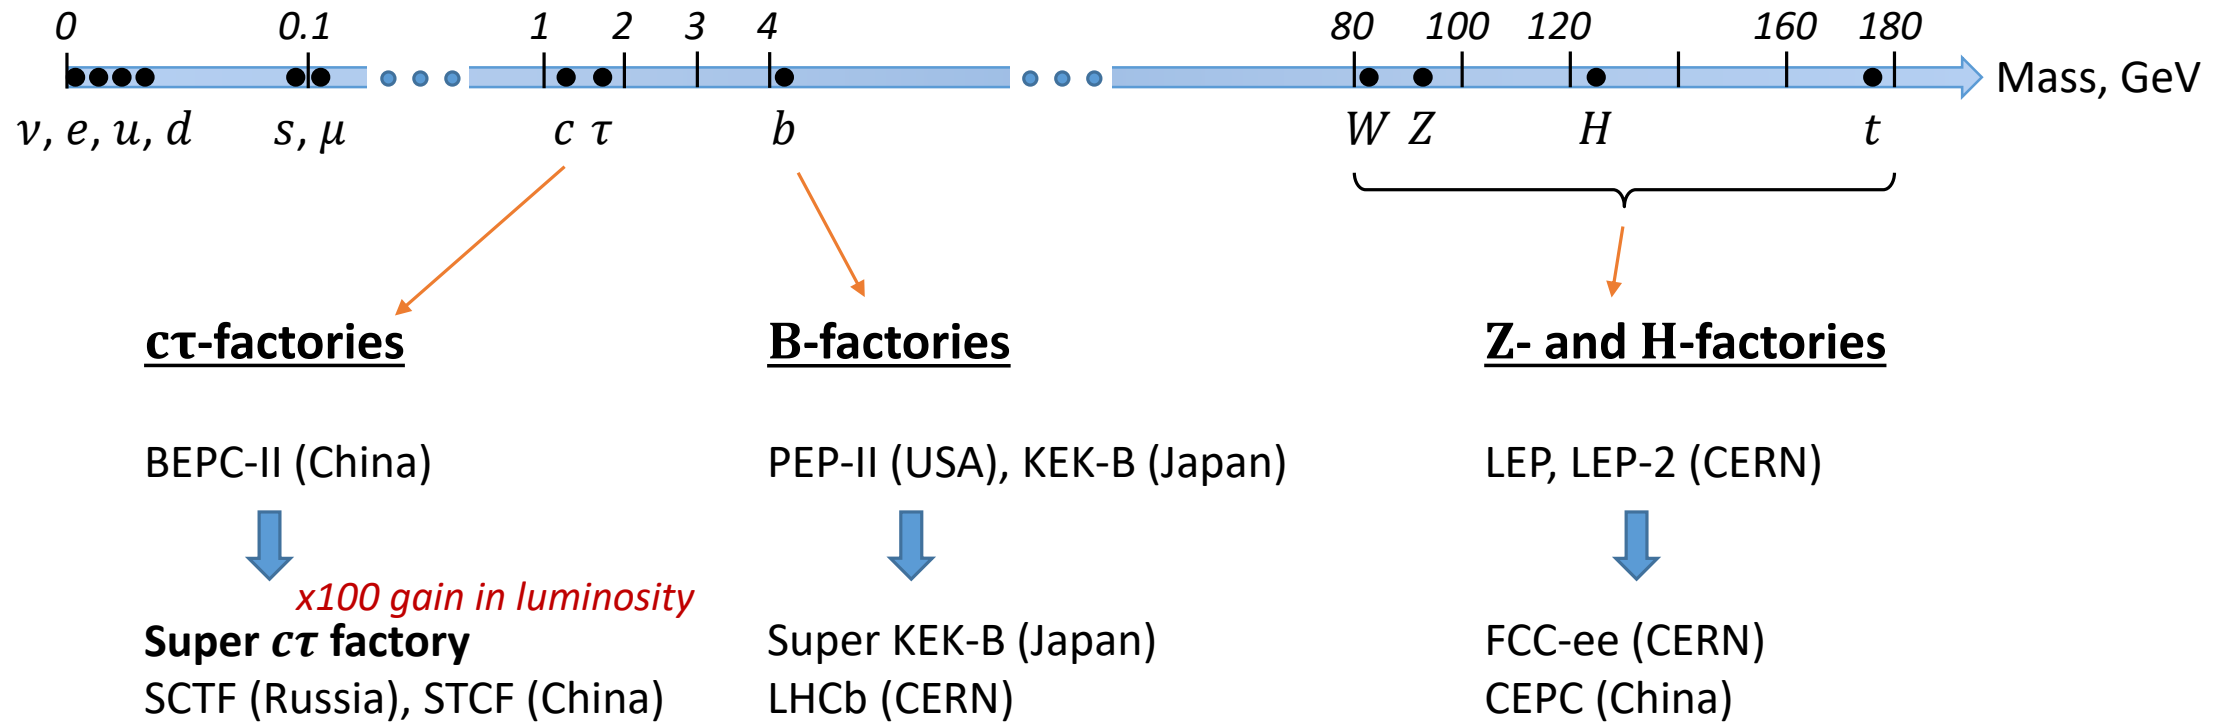 0 0.1 1 2 3 4 80 100 120 160 180
Mass, GeV
ν, e, u, d s, μ c τ b W Z H t
cτ-factories B-factories Z- and H-factories
BEPC-II (China) PEP-II (USA), KEK-B (Japan) LEP, LEP-2 (CERN)
x100 gain in luminosity
Super cτ factory Super KEK-B (Japan) FCC-ee (CERN)
SCTF (Russia), STCF (China) LHCb (CERN) CEPC (China)